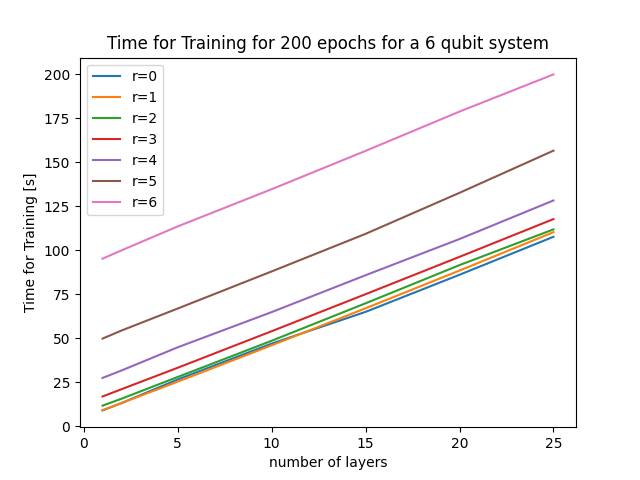 Time for Training for 200 epochs for a 6 qubit system
r=0
r=1
r=2
r=3
r=4
r=5
r=6
200
175
150
125
100
75
50
25
0
Time for Training [s]
0 5 10 15 20 25
number of layers